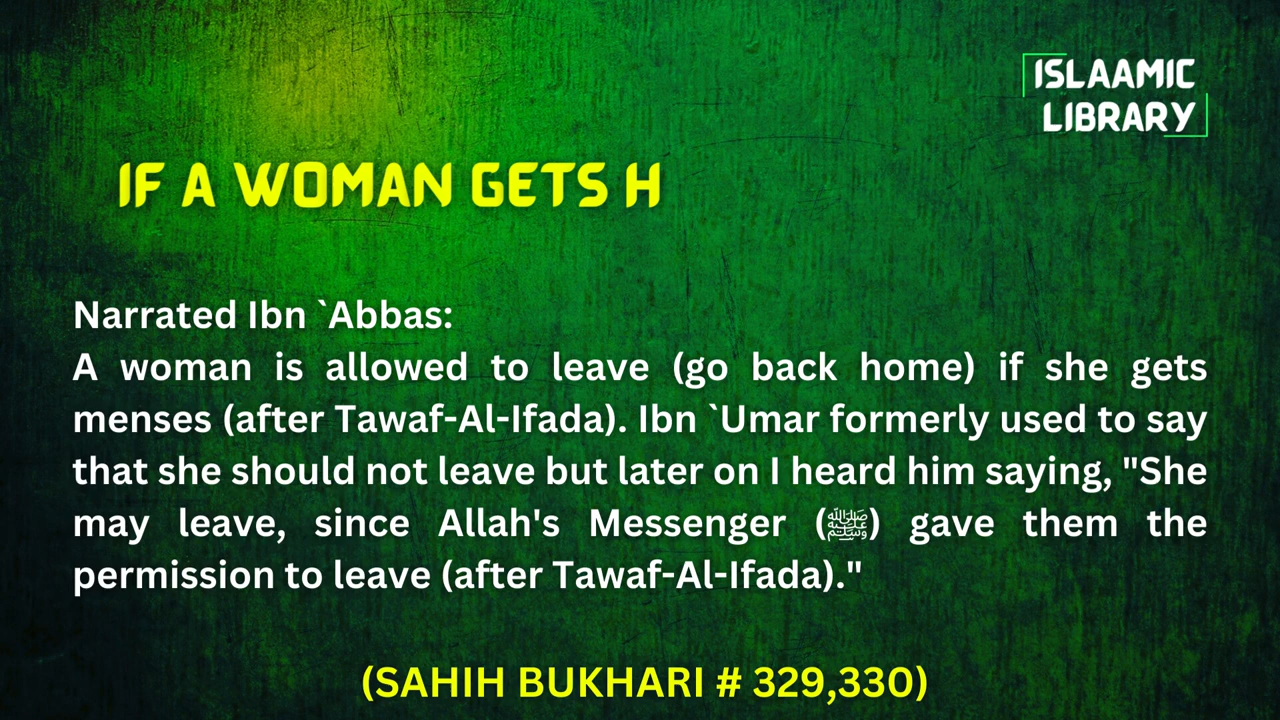 ISLAAMIC
LIBRARY
IF A WOMAN GETS H
Narrated Ibn `Abbas:
A woman is allowed to leave (go back home) if she gets
menses (after Tawaf-Al-Ifada). Ibn `Umar formerly used to say
that she should not leave but later on I heard him saying, "She
may leave, since Allah's Messenger (ﷺ) gave them the
permission to leave (after Tawaf-Al-Ifada)."
(SAHIH BUKHARI # 329,330)